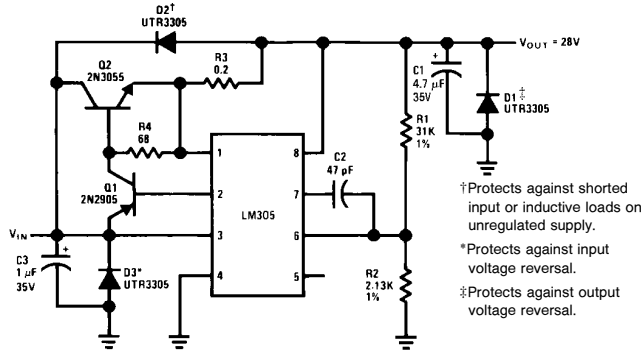 D2†
UTR3305
Q2
2N3055
R3
0.2
VOUT = 28V
C1
4.7 μF
35V
+
D1‡
UTR3305
R1
31K
1%
R4
68
1
8
C2
47 pF
Q1
2N2905
2
7
LM305
VIN
3
6
C3
1 μF
35V
+
D3*
UTR3305
4
5
R2
2.13K
1%
†Protects against shorted
input or inductive loads on
unregulated supply.
*Protects against input
voltage reversal.
‡Protects against output
voltage reversal.